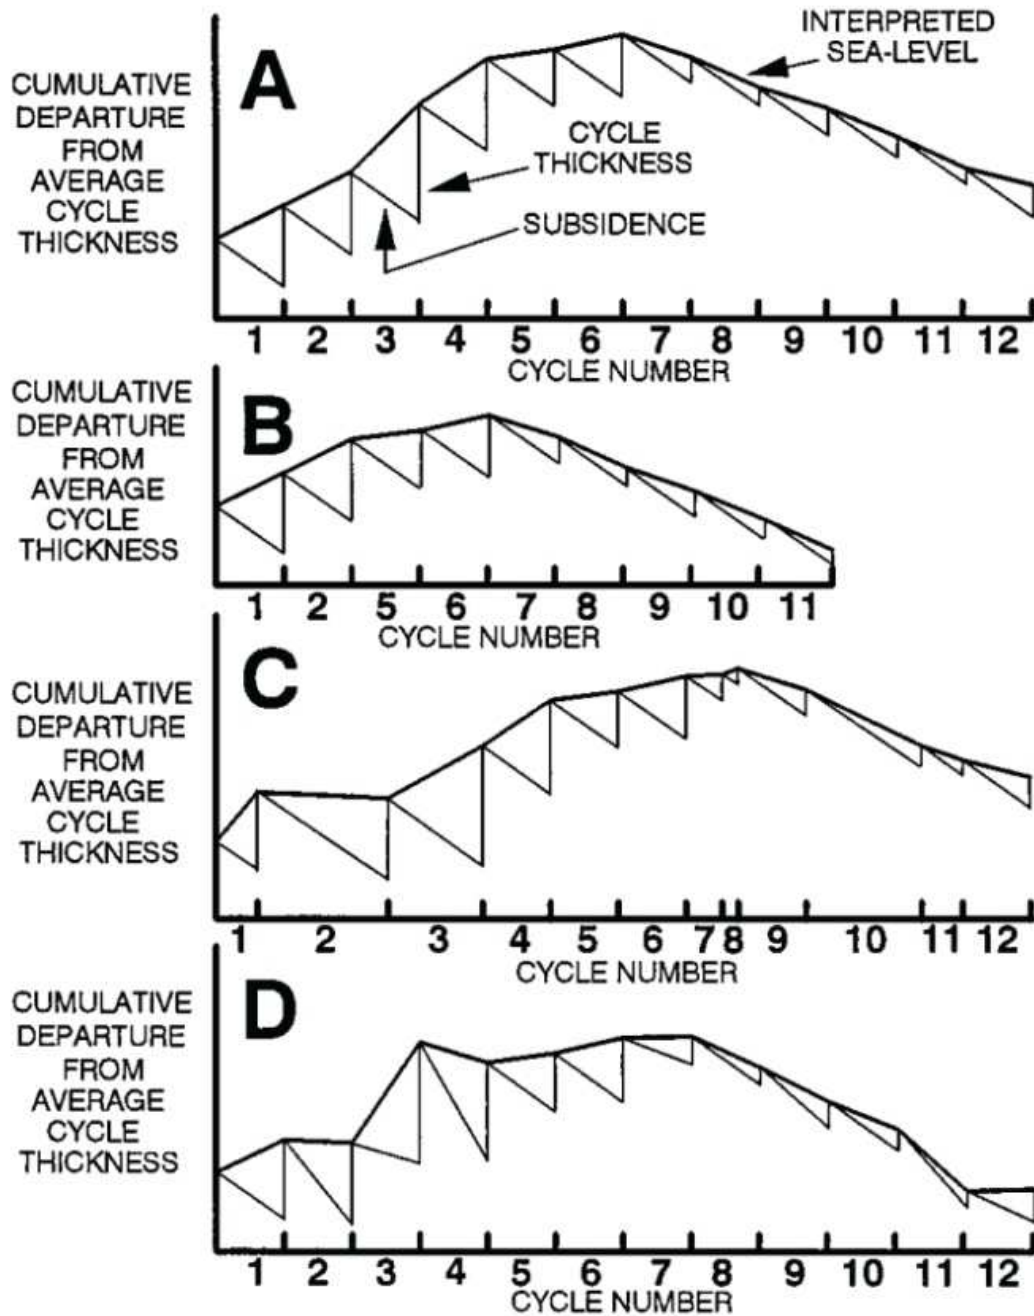 A
INTERPRETED
SEA-LEVEL
CUMULATIVE
DEPARTURE
FROM
AVERAGE
CYCLE
THICKNESS
CYCLE
THICKNESS
SUBSIDENCE
1 2 3 4 5 6 7 8 9 10 11 12
CYCLE NUMBER
B
CUMULATIVE
DEPARTURE
FROM
AVERAGE
CYCLE
THICKNESS
1 2 5 6 7 8 9 10 11
CYCLE NUMBER
C
CUMULATIVE
DEPARTURE
FROM
AVERAGE
CYCLE
THICKNESS
1 2 3 4 5 6 7 8 9 10 11 12
CYCLE NUMBER
D
CUMULATIVE
DEPARTURE
FROM
AVERAGE
CYCLE
THICKNESS
1 2 3 4 5 6 7 8 9 10 11 12
CYCLE NUMBER